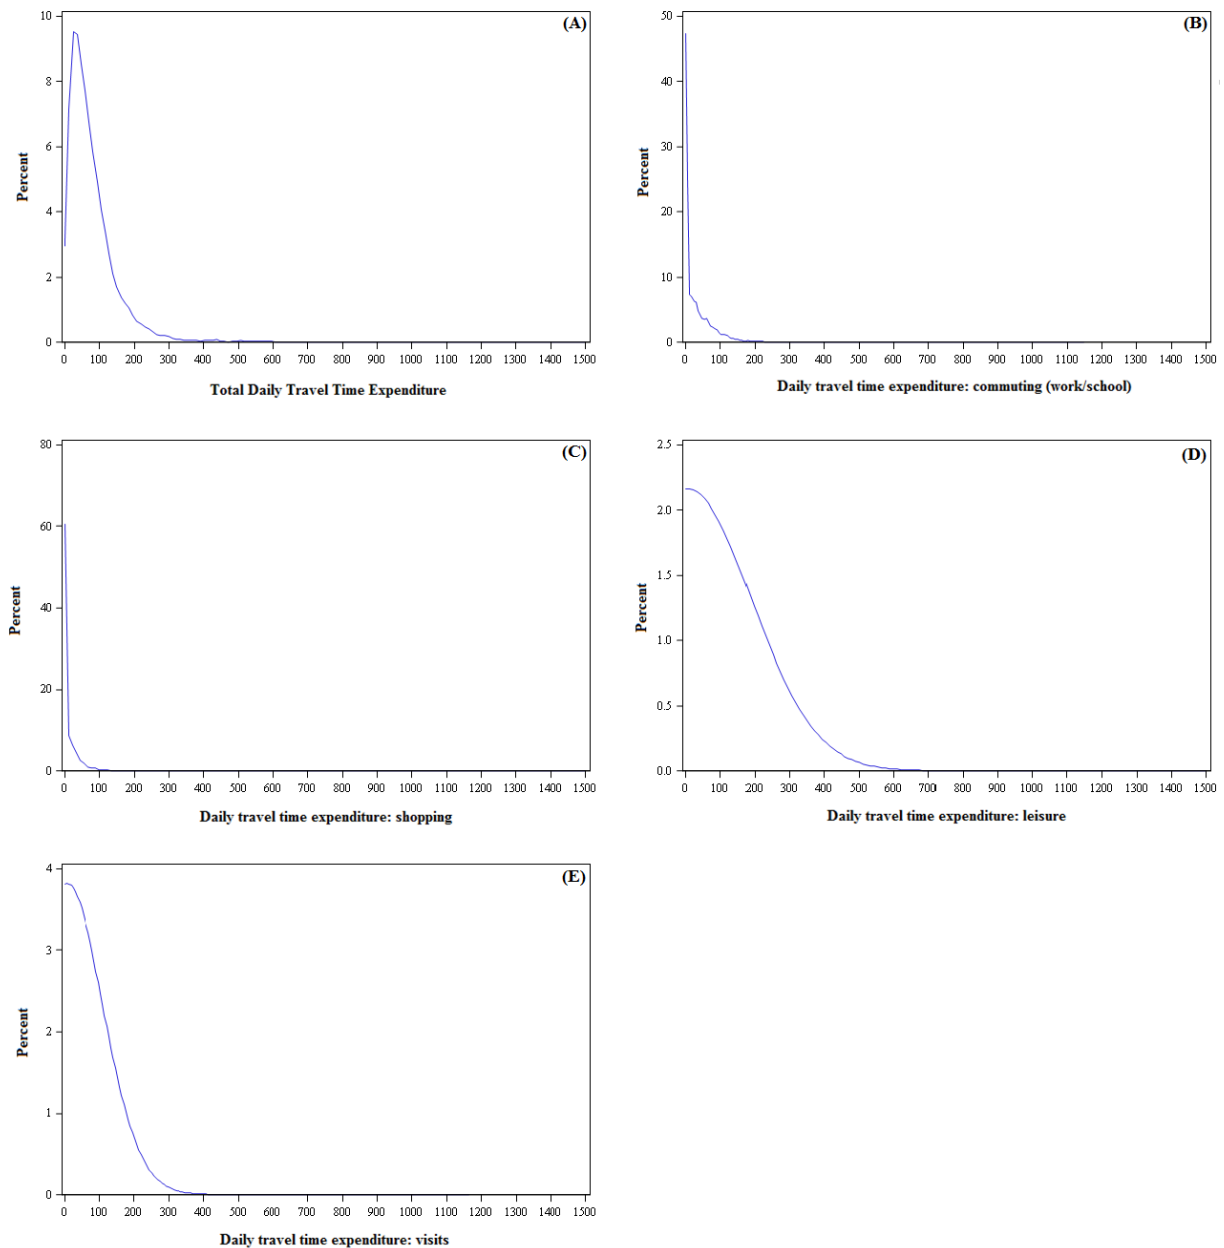 (A)
10
8
6
4
2
0
Percent
0 100 200 300 400 500 600 700 800 900 1000 1100 1200 1300 1400 1500
Total Daily Travel Time Expenditure
(B)
50
40
30
20
10
0
Percent
0 100 200 300 400 500 600 700 800 900 1000 1100 1200 1300 1400 1500
Daily travel time expenditure: commuting (work/school)
(C)
80
60
40
20
0
Percent
0 100 200 300 400 500 600 700 800 900 1000 1100 1200 1300 1400 1500
Daily travel time expenditure: shopping
(D)
2.5
2.0
1.5
1.0
0.5
0.0
Percent
0 100 200 300 400 500 600 700 800 900 1000 1100 1200 1300 1400 1500
Daily travel time expenditure: leisure
(E)
4
3
2
1
0
Percent
0 100 200 300 400 500 600 700 800 900 1000 1100 1200 1300 1400 1500
Daily travel time expenditure: visits